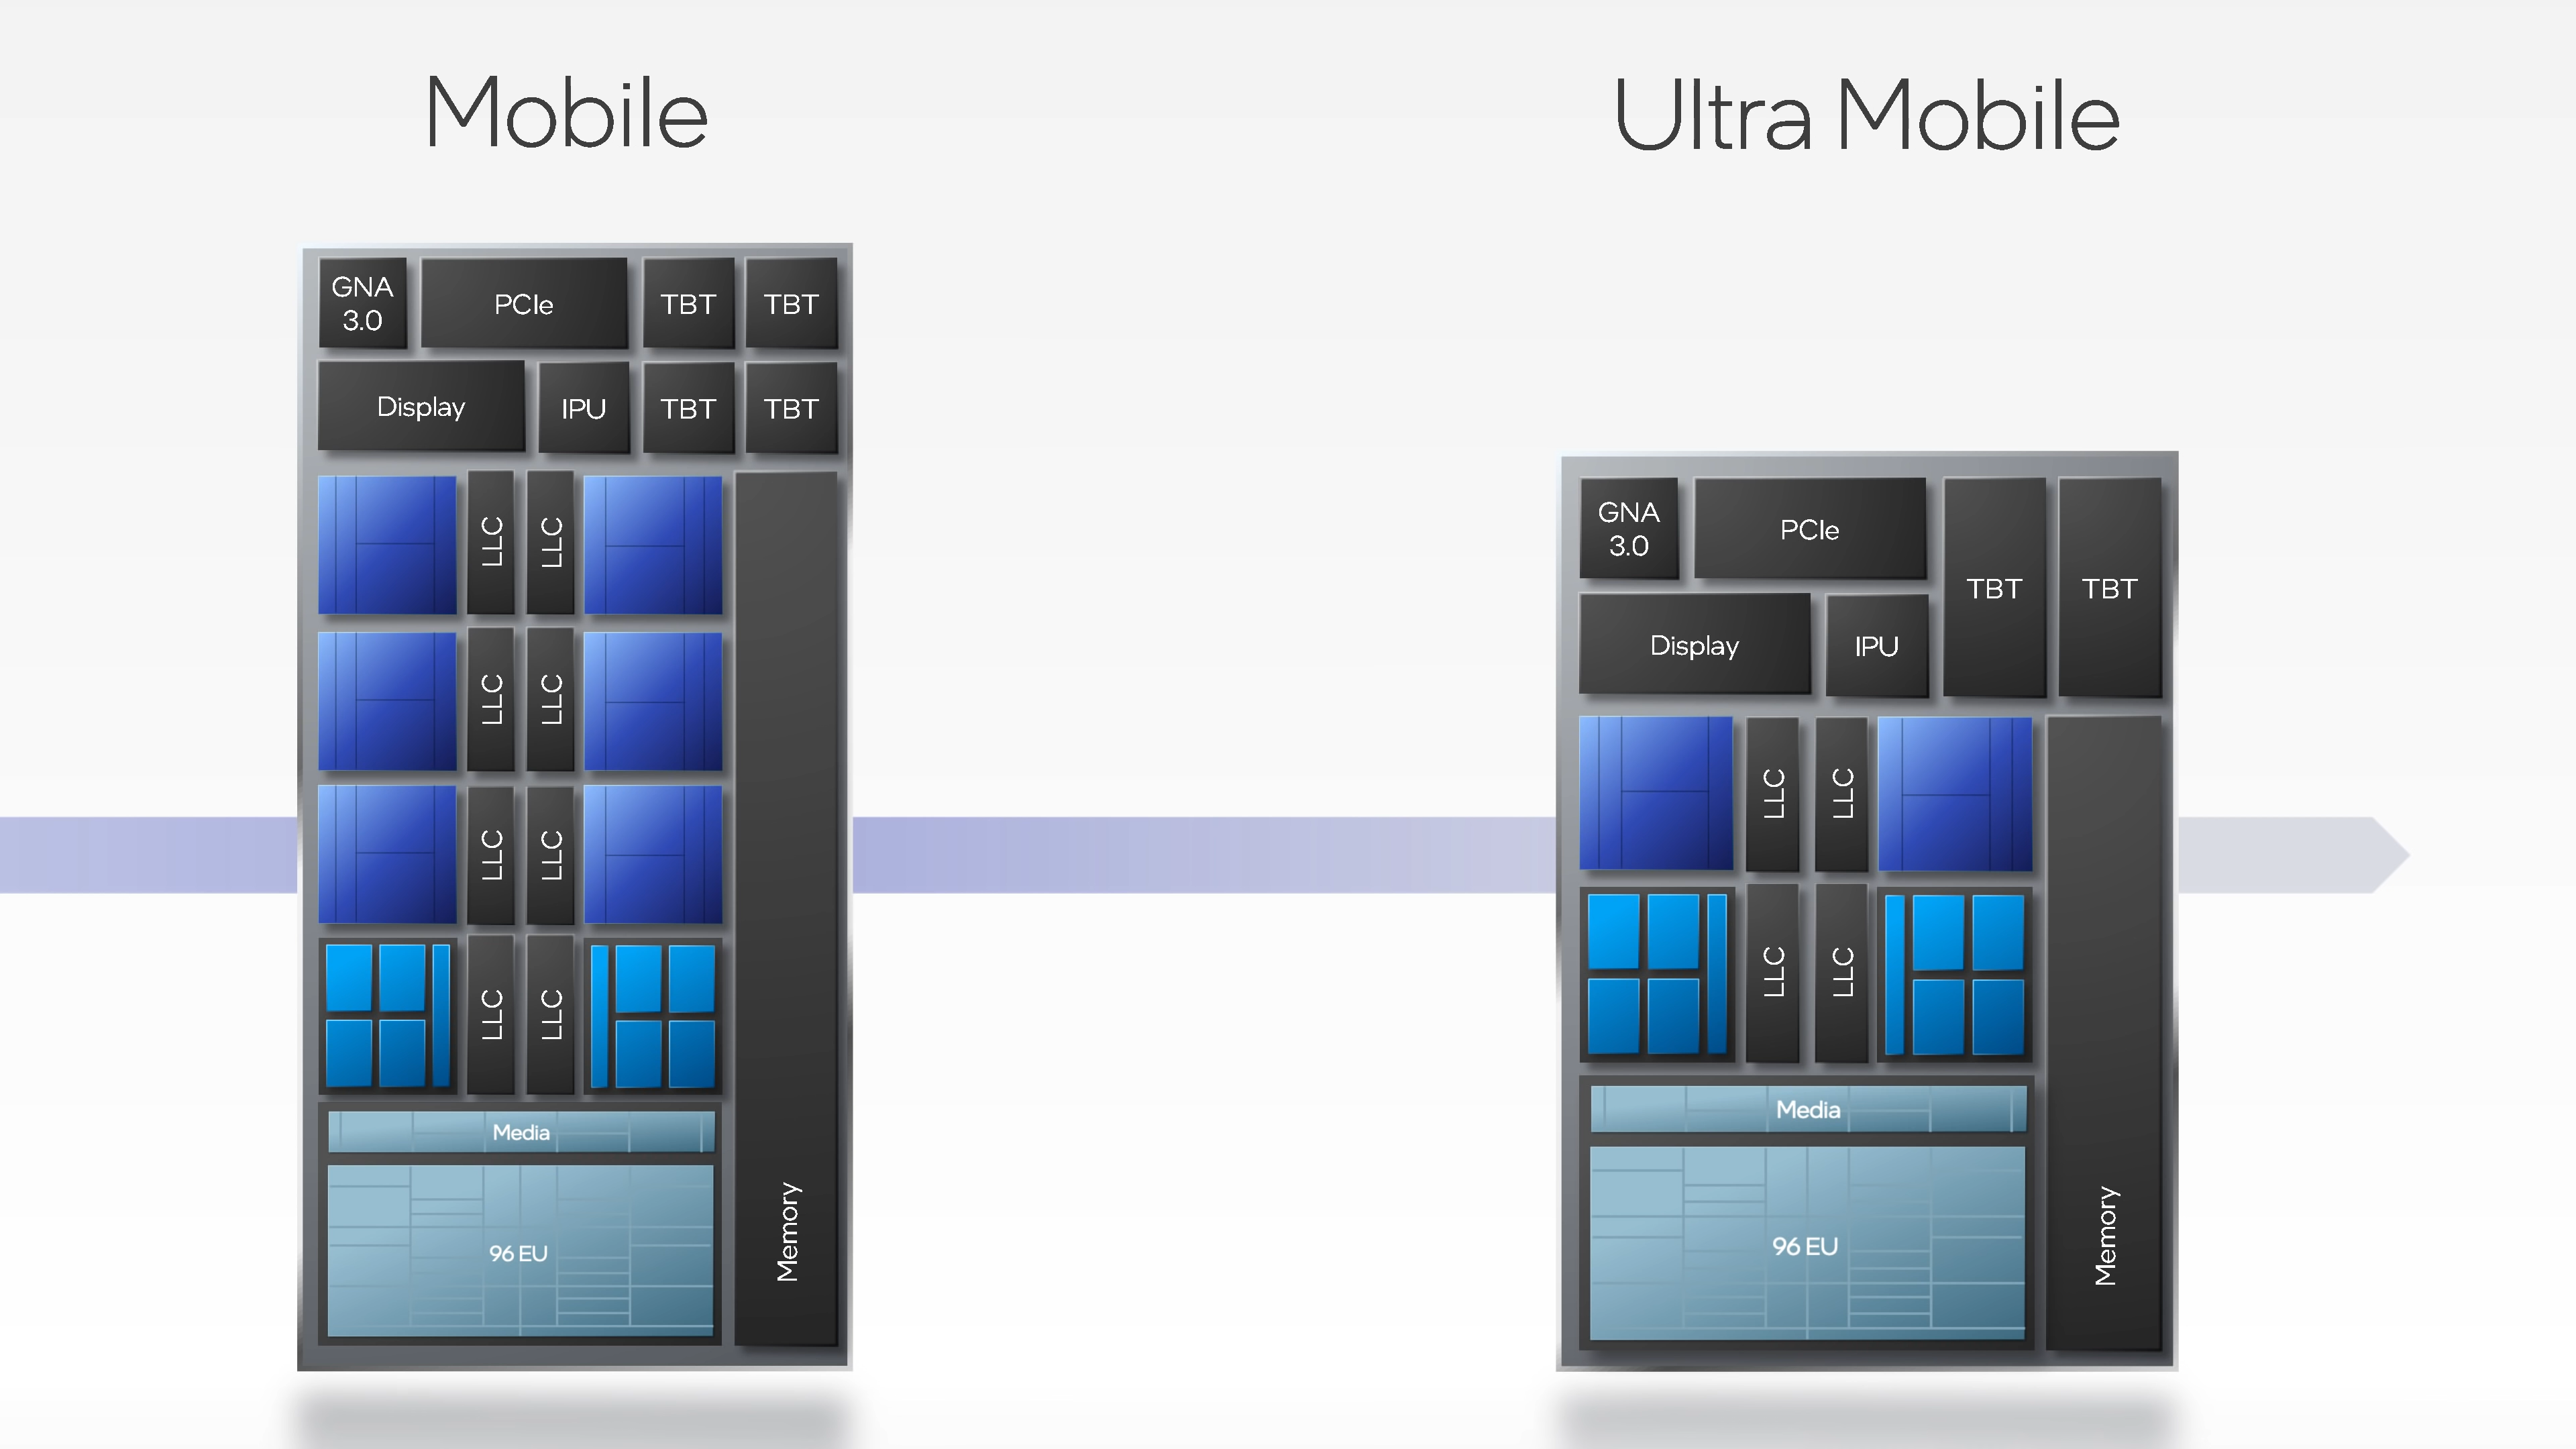 Mobile
GNA
3.0
PCIe
TBT
TBT
Display
IPU
TBT
TBT
LLC
LLC
LLC
LLC
LLC
LLC
LLC
LLC
Media
96 EU
Memory
Ultra Mobile
GNA
3.0
PCIe
TBT
TBT
Display
IPU
LLC
LLC
LLC
LLC
Media
96 EU
Memory